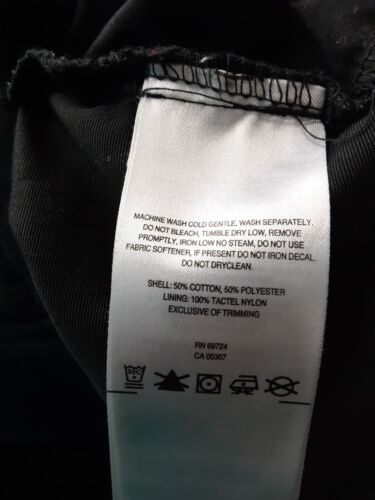 MACHINE WASH COLD GENTLE, WASH SEPARATELY.
DO NOT BLEACH, TUMBLE DRY LOW, REMOVE
PROMPTLY, IRON LOW NO STEAM, DO NOT USE
FABRIC SOFTENER, IF PRESENT DO NOT IRON DECAL.
DO NOT DRYCLEAN.
SHELL: 50% COTTON, 50% POLYESTER
LINING: 100% TACTEL NYLON
EXCLUSIVE OF TRIMMING
RN 69724
CA 05367
30C